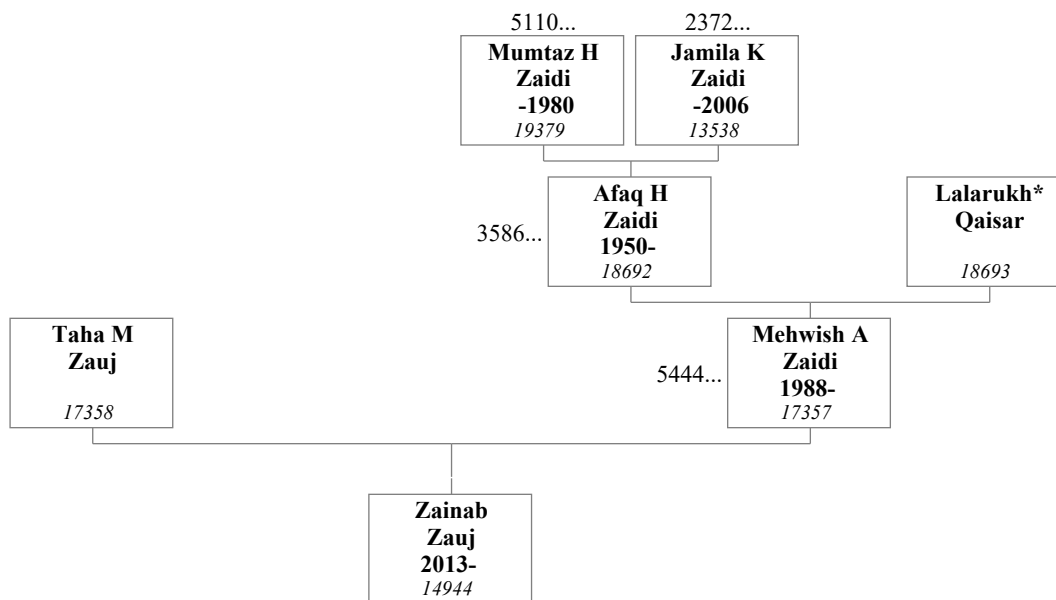 5110...
2372...
Mumtaz H
Zaidi
-1980
19379
Jamila K
Zaidi
-2006
13538
3586...
Afaq H
Zaidi
1950-
18692
Lalarukh*
Qaisar
18693
Taha M
Zauj
17358
5444...
Mehwish A
Zaidi
1988-
17357
Zainab
Zauj
2013-
14944